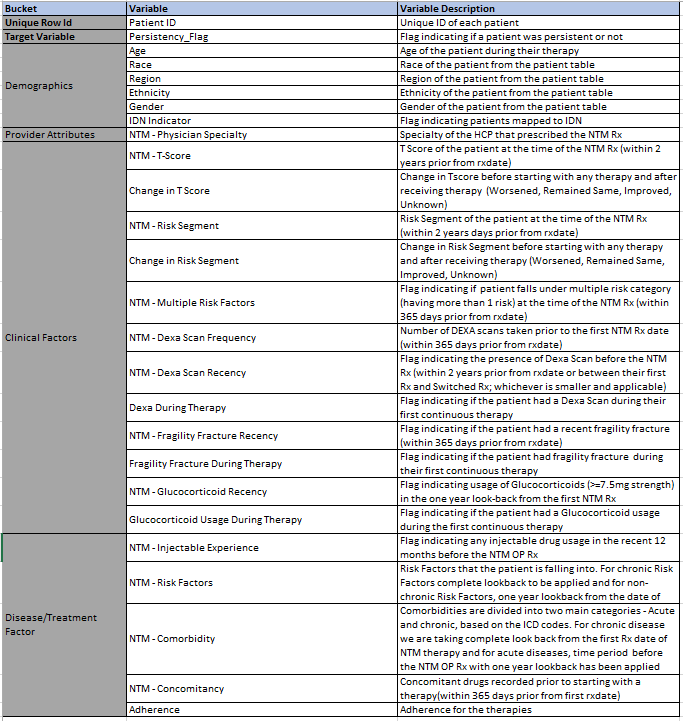 Bucket Variable Variable Description
Unique Row Id Patient ID Unique ID of each patient
Target Variable Persistency_Flag Flag indicating if a patient was persistent or not
Demographics
Age Age of the patient during their therapy
Race Race of the patient from the patient table
Region Region of the patient from the patient table
Ethnicity Ethnicity of the patient from the patient table
Gender Gender of the patient from the patient table
IDN Indicator Flag indicating patients mapped to IDN
Provider Attributes NTM - Physician Specialty Specialty of the HCP that prescribed the NTM Rx
Clinical Factors
NTM - T-Score T Score of the patient at the time of the NTM Rx (within 2
years prior from rxdate)
Change in T Score Change in Tscore before starting with any therapy and after
receiving therapy (Worsened, Remained Same, Improved,
Unknown)
NTM - Risk Segment Risk Segment of the patient at the time of the NTM Rx
(within 2 years days prior from rxdate)
Change in Risk Segment Change in Risk Segment before starting with any therapy
and after receiving therapy (Worsened, Remained Same,
Improved, Unknown)
NTM - Multiple Risk Factors Flag indicating if patient falls under multiple risk category
(having more than 1 risk) at the time of the NTM Rx (within
365 days prior from rxdate)
NTM - Dexa Scan Frequency Number of DEXA scans taken prior to the first NTM Rx date
(within 365 days prior from rxdate)
NTM - Dexa Scan Recency Flag indicating the presence of Dexa Scan before the NTM
Rx (within 2 years prior from rxdate or between their first
Rx and Switched Rx; whichever is smaller and applicable)
Dexa During Therapy Flag indicating if the patient had a Dexa Scan during their
first continuous therapy
NTM - Fragility Fracture Recency Flag indicating if the patient had a recent fragility fracture
(within 365 days prior from rxdate)
Fragility Fracture During Therapy Flag indicating if the patient had fragility fracture during
their first continuous therapy
NTM - Glucocorticoid Recency Flag indicating usage of Glucocorticoids (>=7.5mg strength)
in the one year look-back from the first NTM Rx
Glucocorticoid Usage During Therapy Flag indicating if the patient had a Glucocorticoid usage
during the first continuous therapy
Disease/Treatment
Factor
NTM - Injectable Experience Flag indicating any injectable drug usage in the recent 12
months before the NTM OP Rx
NTM - Risk Factors Risk Factors that the patient is falling into. For chronic Risk
Factors complete lookback to be applied and for non-
chronic Risk Factors, one year lookback from the date of
NTM - Comorbidity Comorbidities are divided into two main categories - Acute
and chronic, based on the ICD codes. For chronic disease
we are taking complete look back from the first Rx date of
NTM therapy and for acute diseases, time period before
the NTM OP Rx with one year lookback has been applied
NTM - Concomitancy Concomitant drugs recorded prior to starting with a
therapy(within 365 days prior from first rxdate)
Adherence Adherence for the therapies